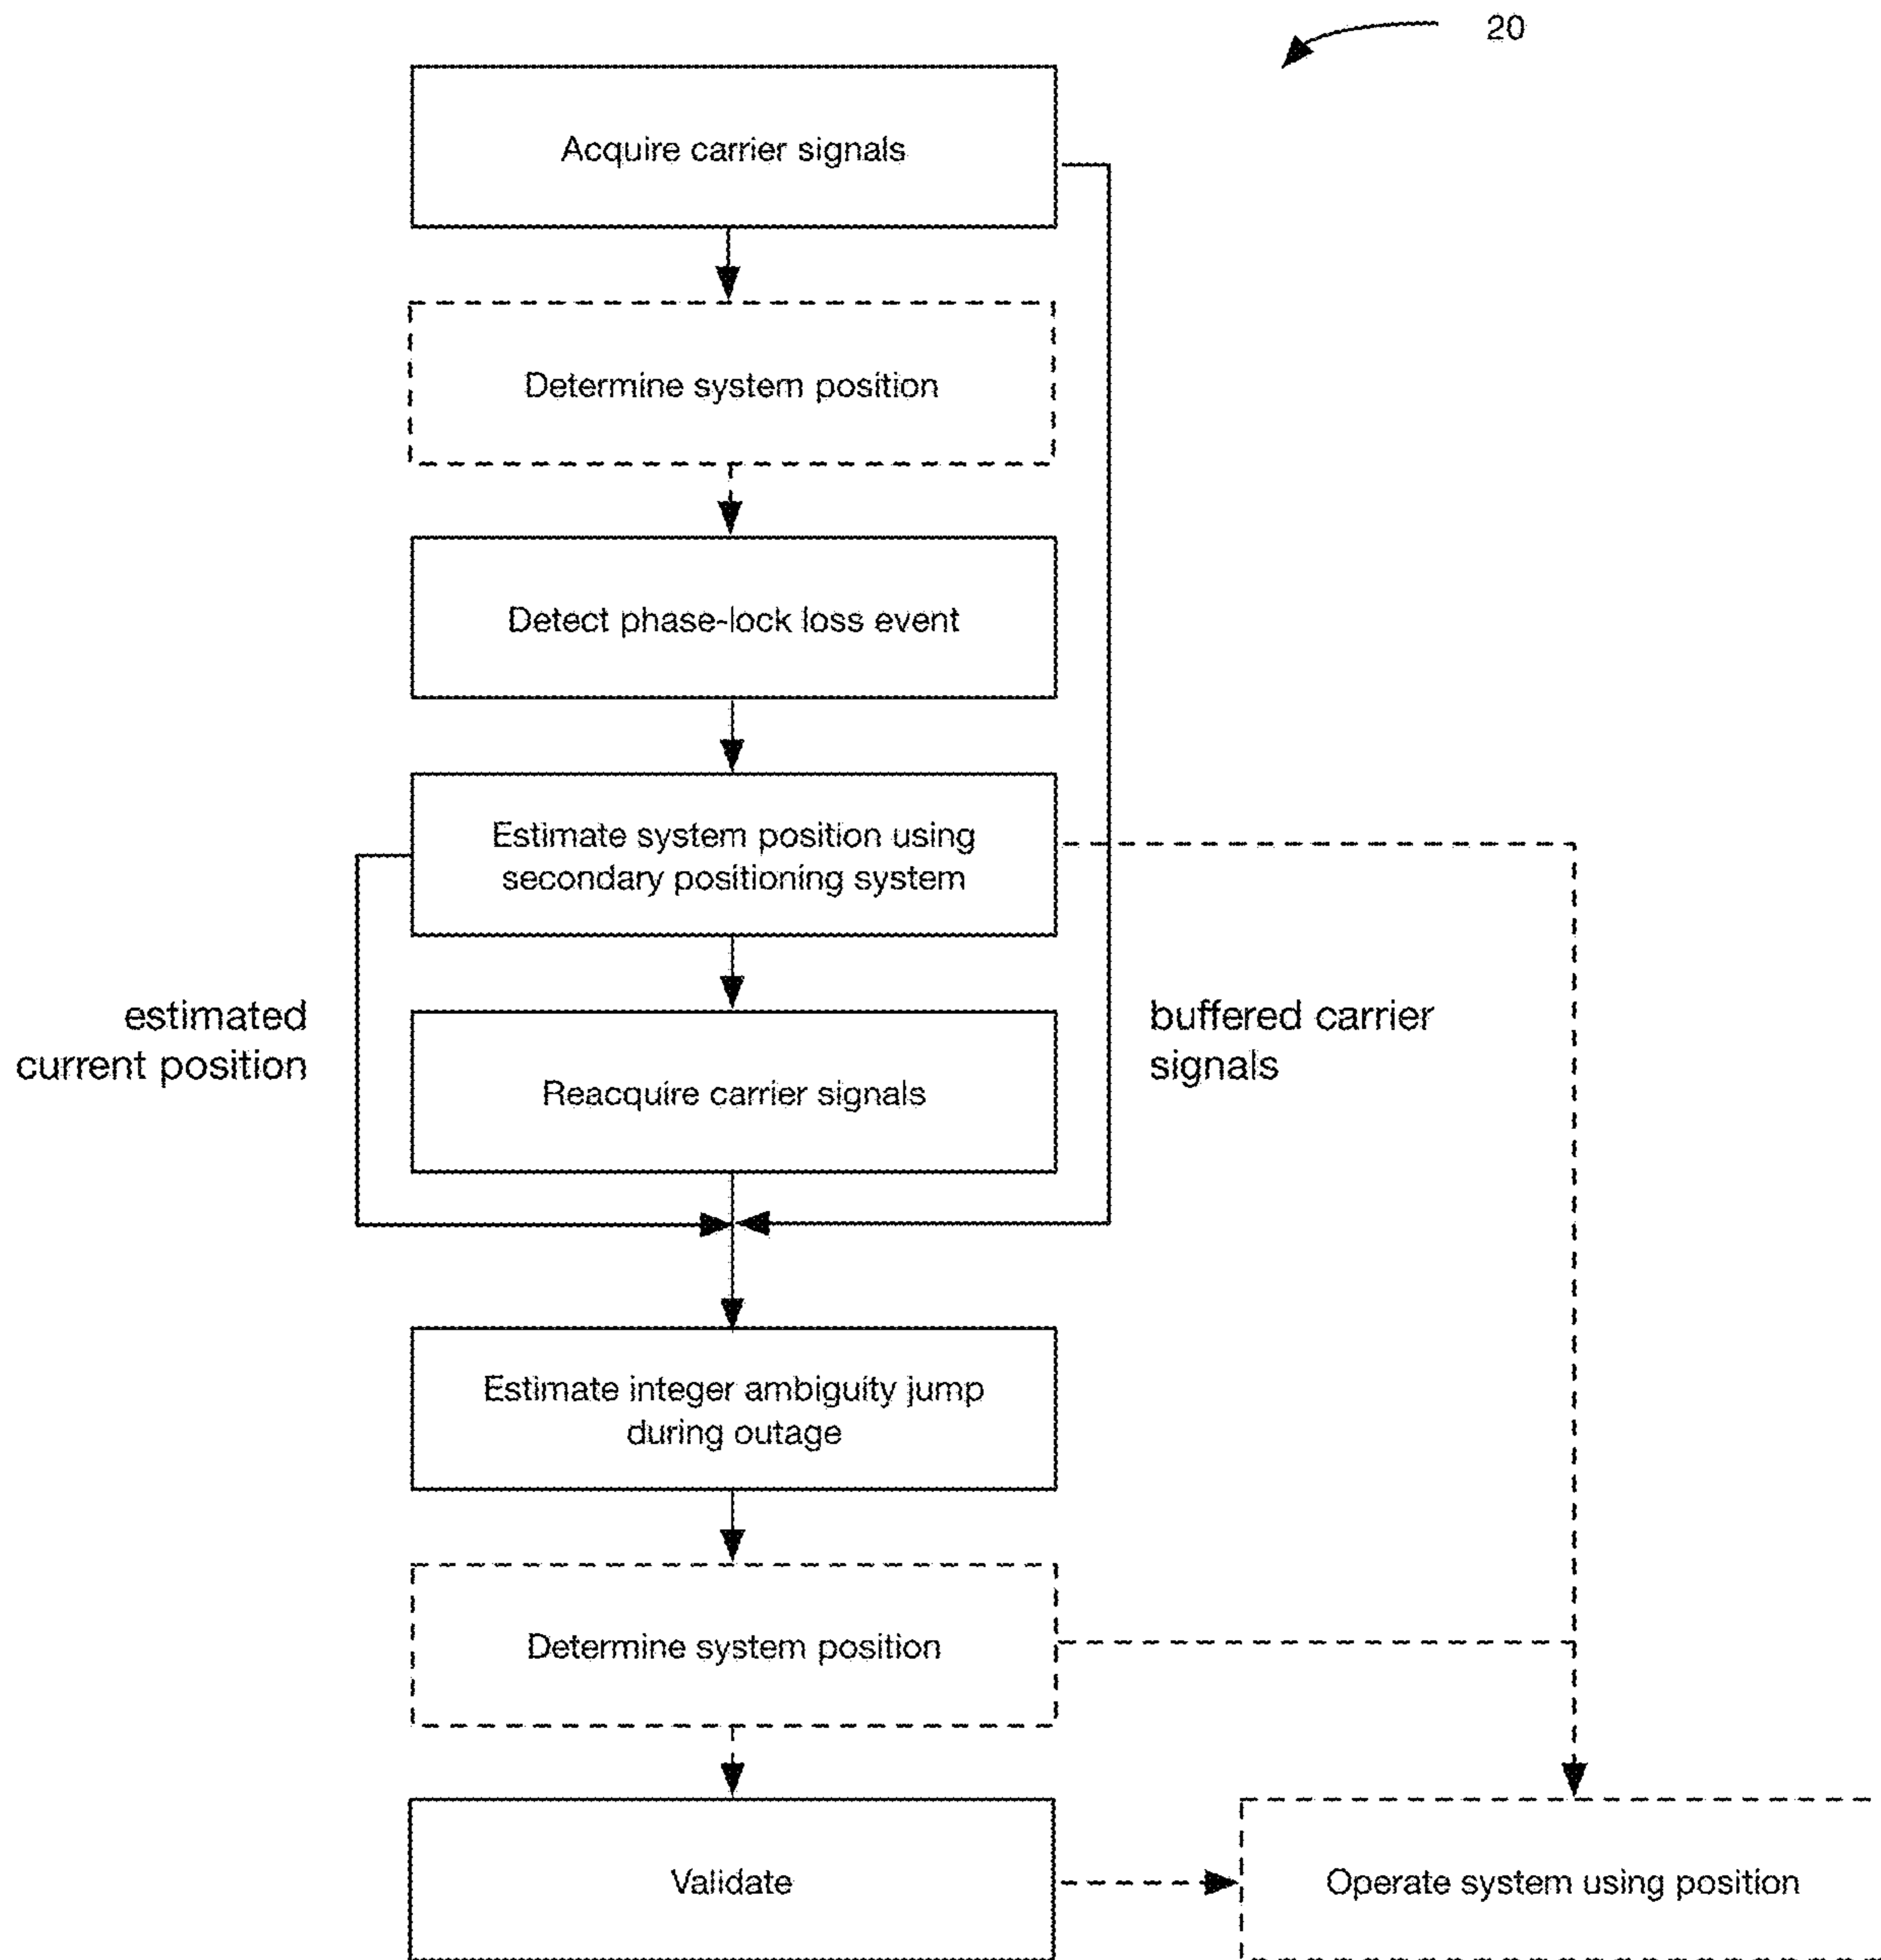 20
Acquire carrier signals
Determine system position
Detect phase-lock loss event
Estimate system position using
secondary positioning system
estimated
current position
buffered carrier
signals
Reacquire carrier signals
Estimate integer ambiguity jump
during outage
Determine system position
Validate
Operate system using position